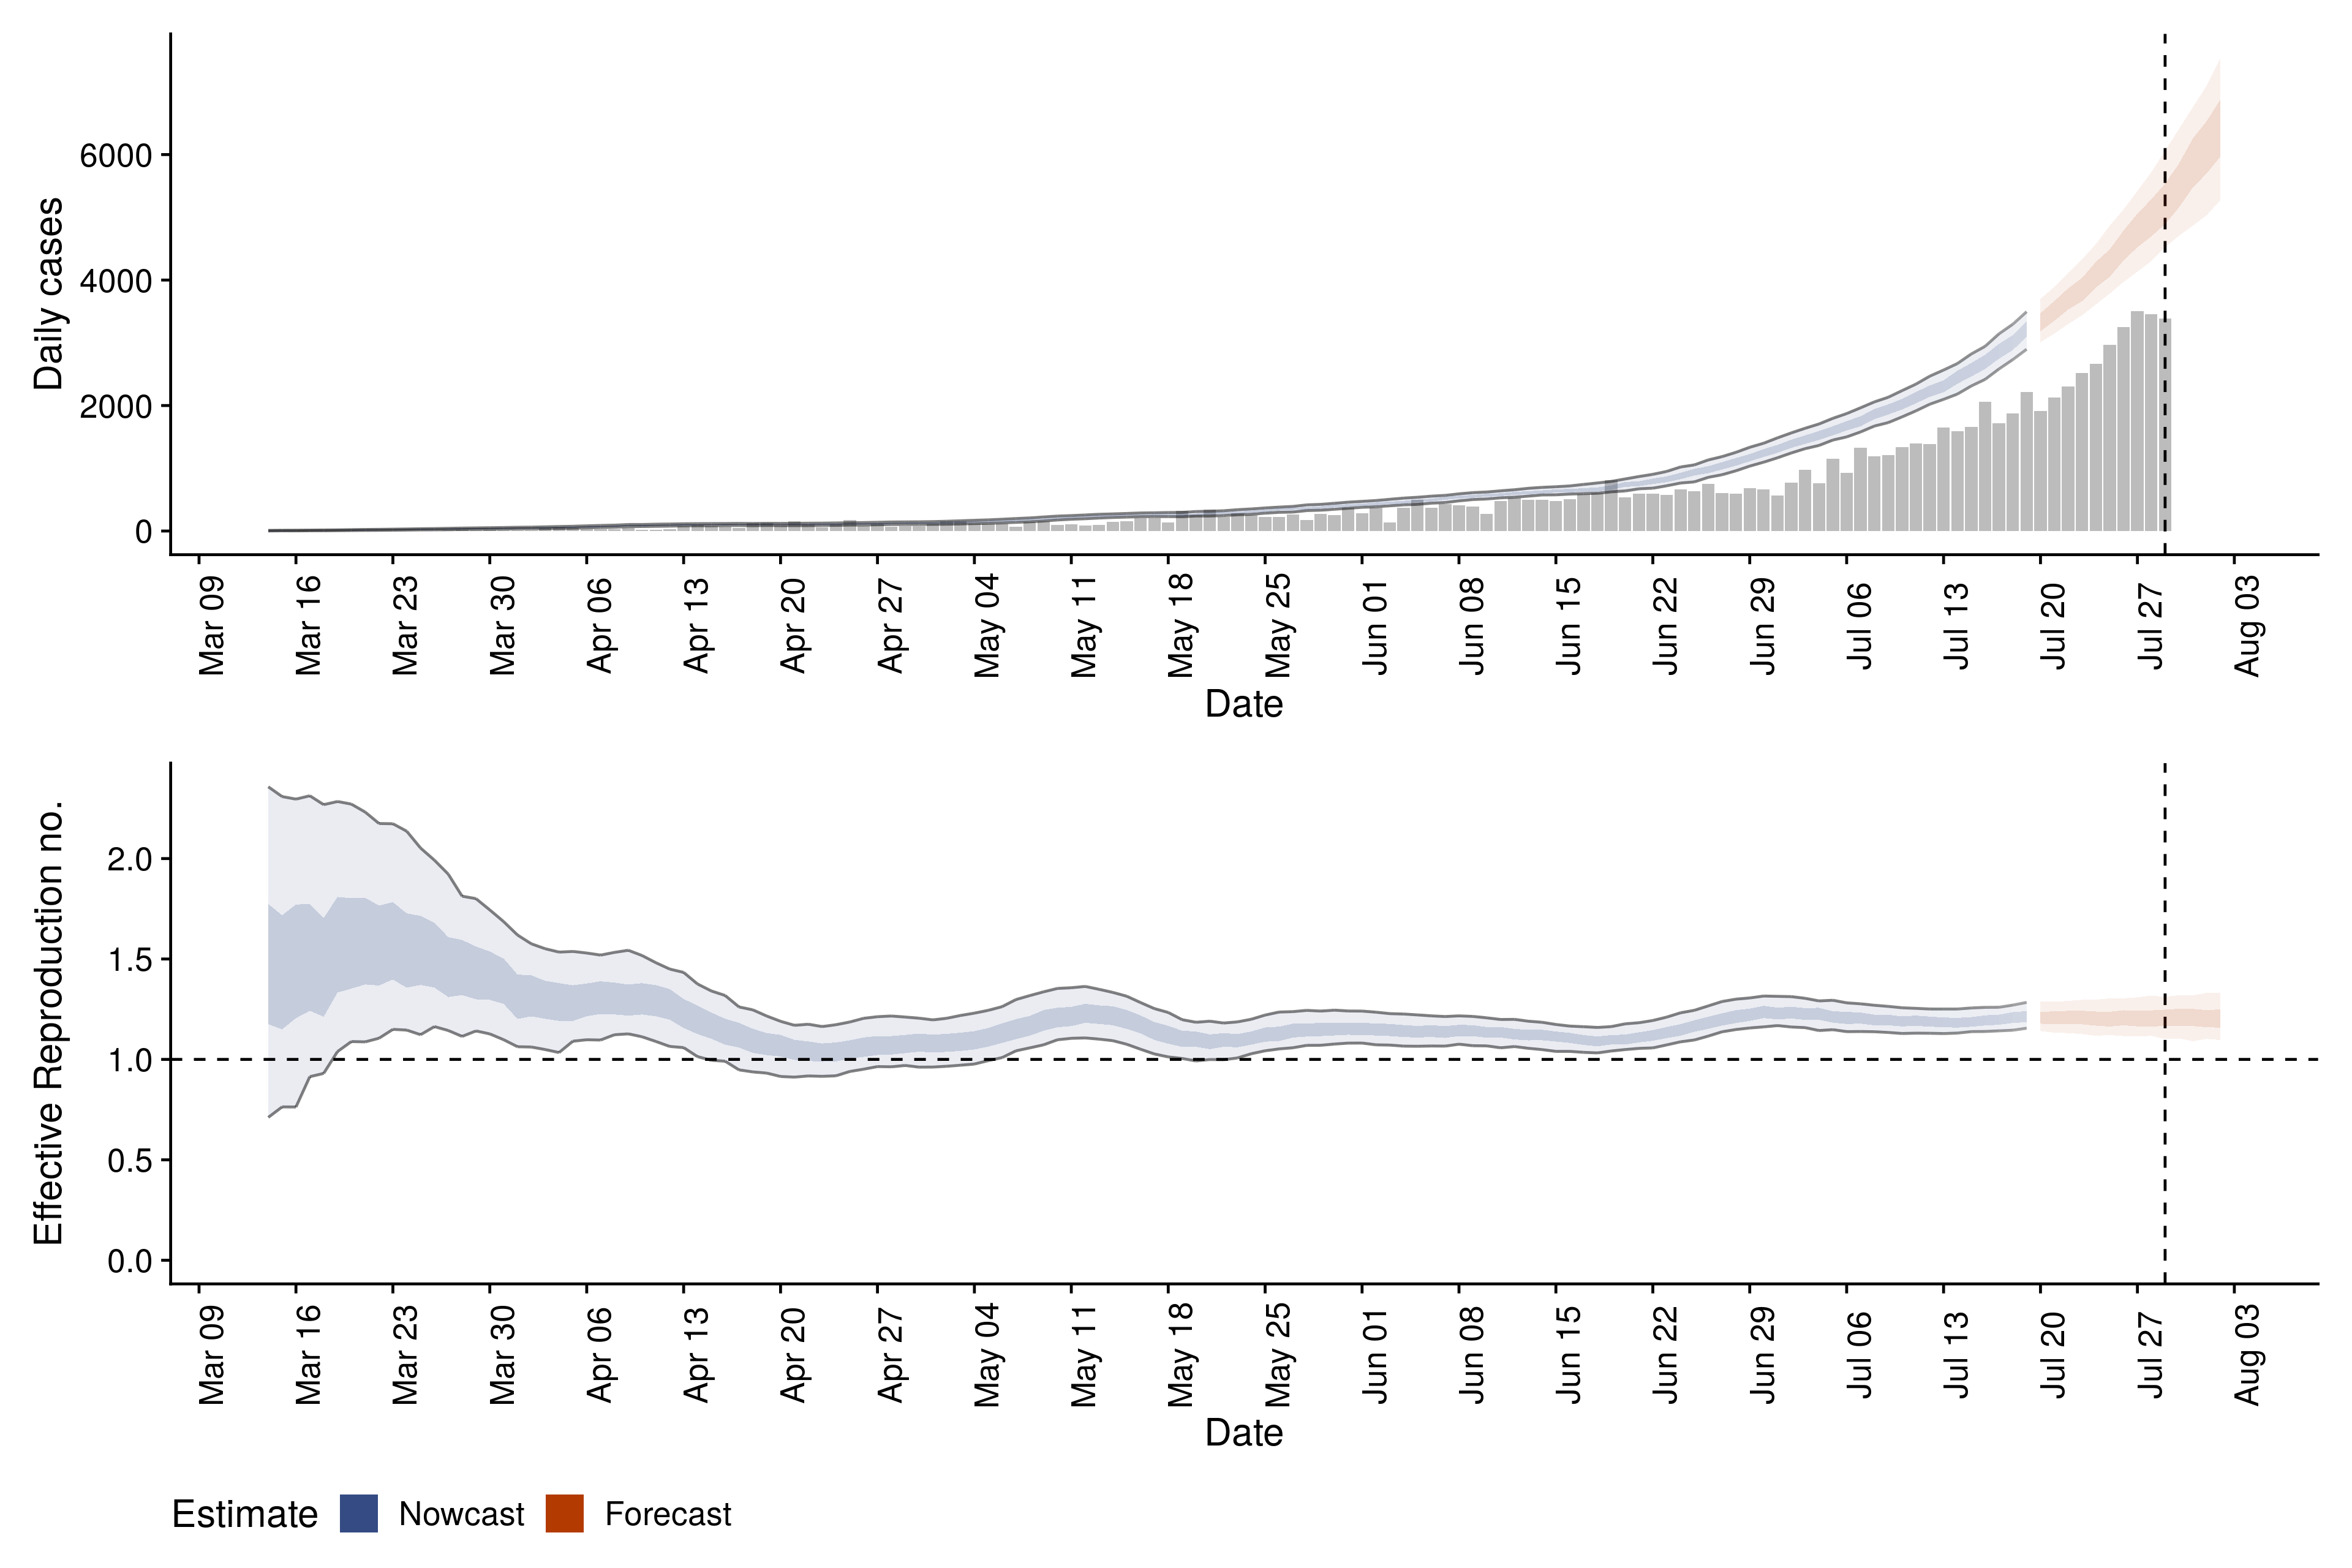 Daily cases
6000
4000
2000
0
Mar 09 Mar 16 Mar 23 Mar 30 Apr 06 Apr 13 Apr 20 Apr 27 May 04 May 11 May 18 May 25 Jun 01 Jun 08 Jun 15 Jun 22 Jun 29 Jul 06 Jul 13 Jul 20 Jul 27 Aug 03
Date
Effective Reproduction no.
2.0
1.5
1.0
0.5
0.0
Mar 09 Mar 16 Mar 23 Mar 30 Apr 06 Apr 13 Apr 20 Apr 27 May 04 May 11 May 18 May 25 Jun 01 Jun 08 Jun 15 Jun 22 Jun 29 Jul 06 Jul 13 Jul 20 Jul 27 Aug 03
Date
Estimate Nowcast Forecast